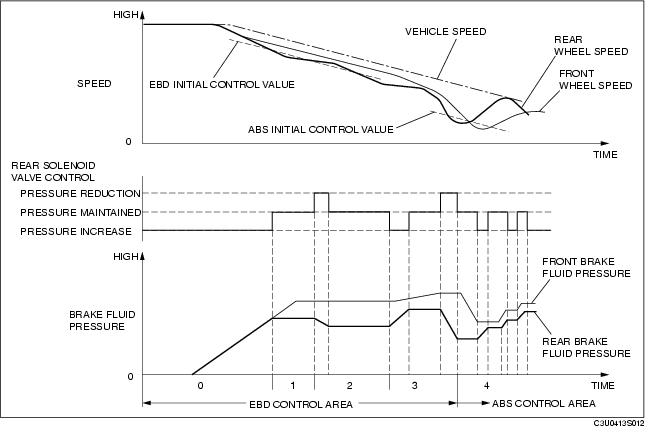 HIGH
VEHICLE SPEED
REAR
WHEEL SPEED
FRONT
WHEEL SPEED
SPEED
EBD INITIAL CONTROL VALUE
ABS INITIAL CONTROL VALUE
0
TIME
REAR SOLENOID
VALVE CONTROL
PRESSURE REDUCTION
PRESSURE MAINTAINED
PRESSURE INCREASE
HIGH
FRONT BRAKE
FLUID PRESSURE
BRAKE FLUID
PRESSURE
REAR BRAKE
FLUID PRESSURE
0
0 1 2 3 4 TIME
EBD CONTROL AREA ABS CONTROL AREA
C3U0413S012